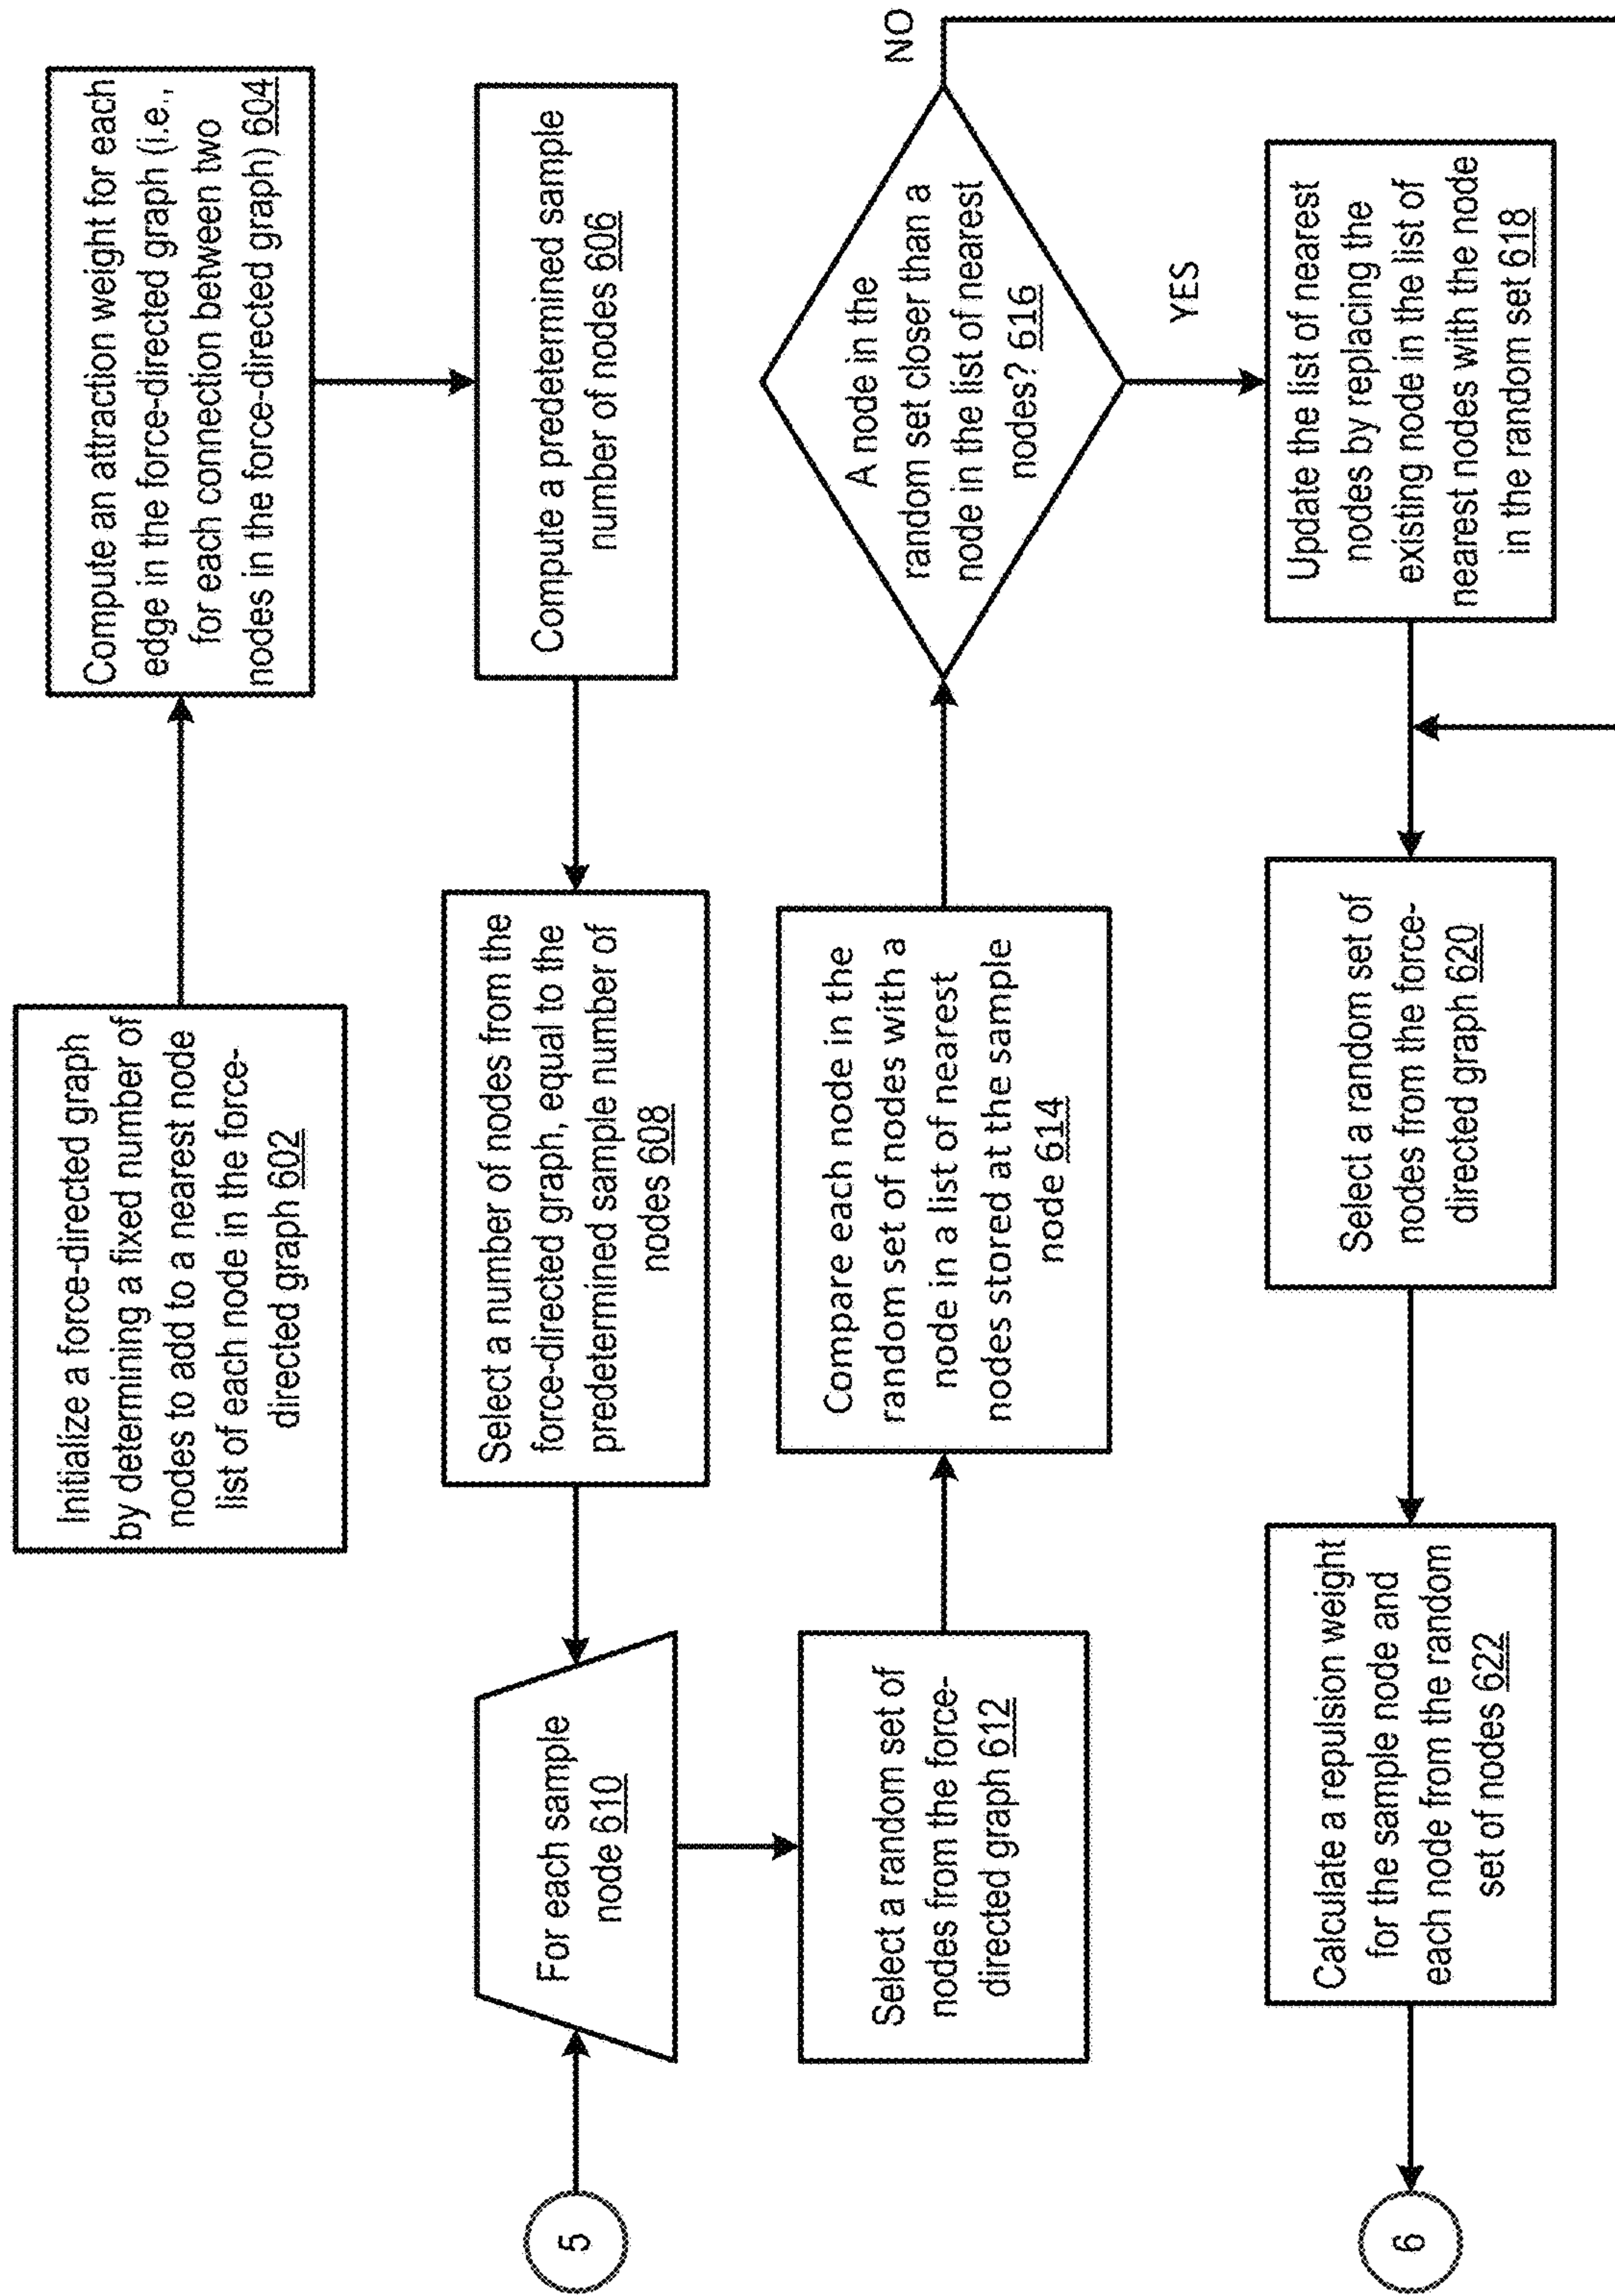 Initialize a force-directed graph
by determining a fixed number of
nodes to add to a nearest node
list of each node in the force-
directed graph 602
Compute an attraction weight for each
edge in the force-directed graph (i.e.,
for each connection between two
nodes in the force-directed graph) 604
Compute a predetermined sample
number of nodes 606
Select a number of nodes from the
force-directed graph, equal to the
predetermined sample number of
nodes 608
For each sample
node 610
5
Select a random set of
nodes from the force-
directed graph 612
Compare each node in the
random set of nodes with a
node in a list of nearest
nodes stored at the sample
node 614
A node in the
random set closer than a
node in the list of nearest
nodes? 616
NO
YES
Update the list of nearest
nodes by replacing the
existing node in the list of
nearest nodes with the node
in the random set 618
Select a random set of
nodes from the force-
directed graph 620
Calculate a repulsion weight
for the sample node and
each node from the random
set of nodes 622
6